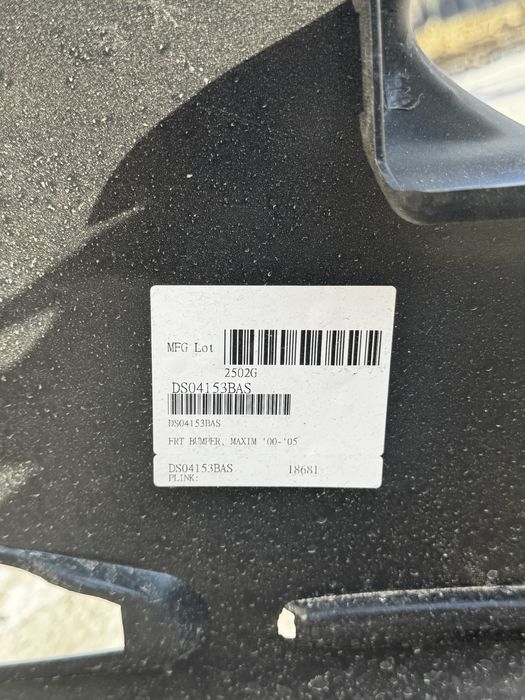 MFG Lot
2502G
DS04153BAS
DS04153BAS
FRT BUMPER, MAXIM '00-'05
DS04153BAS 18681
PLINK: